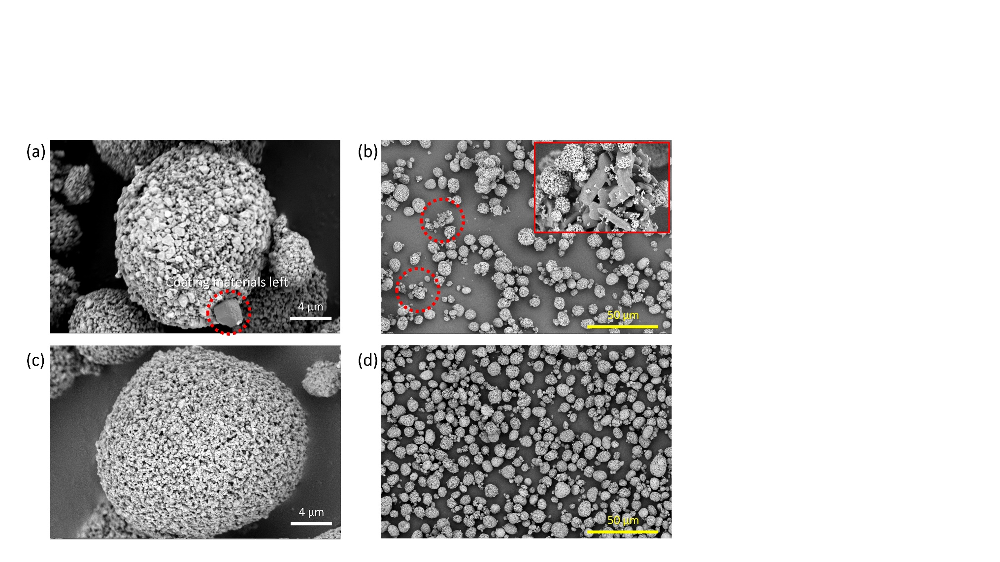 (a)
(b)
Coating materials left
4 μm
50 μm
(c)
(d)
4 μm
50 μm